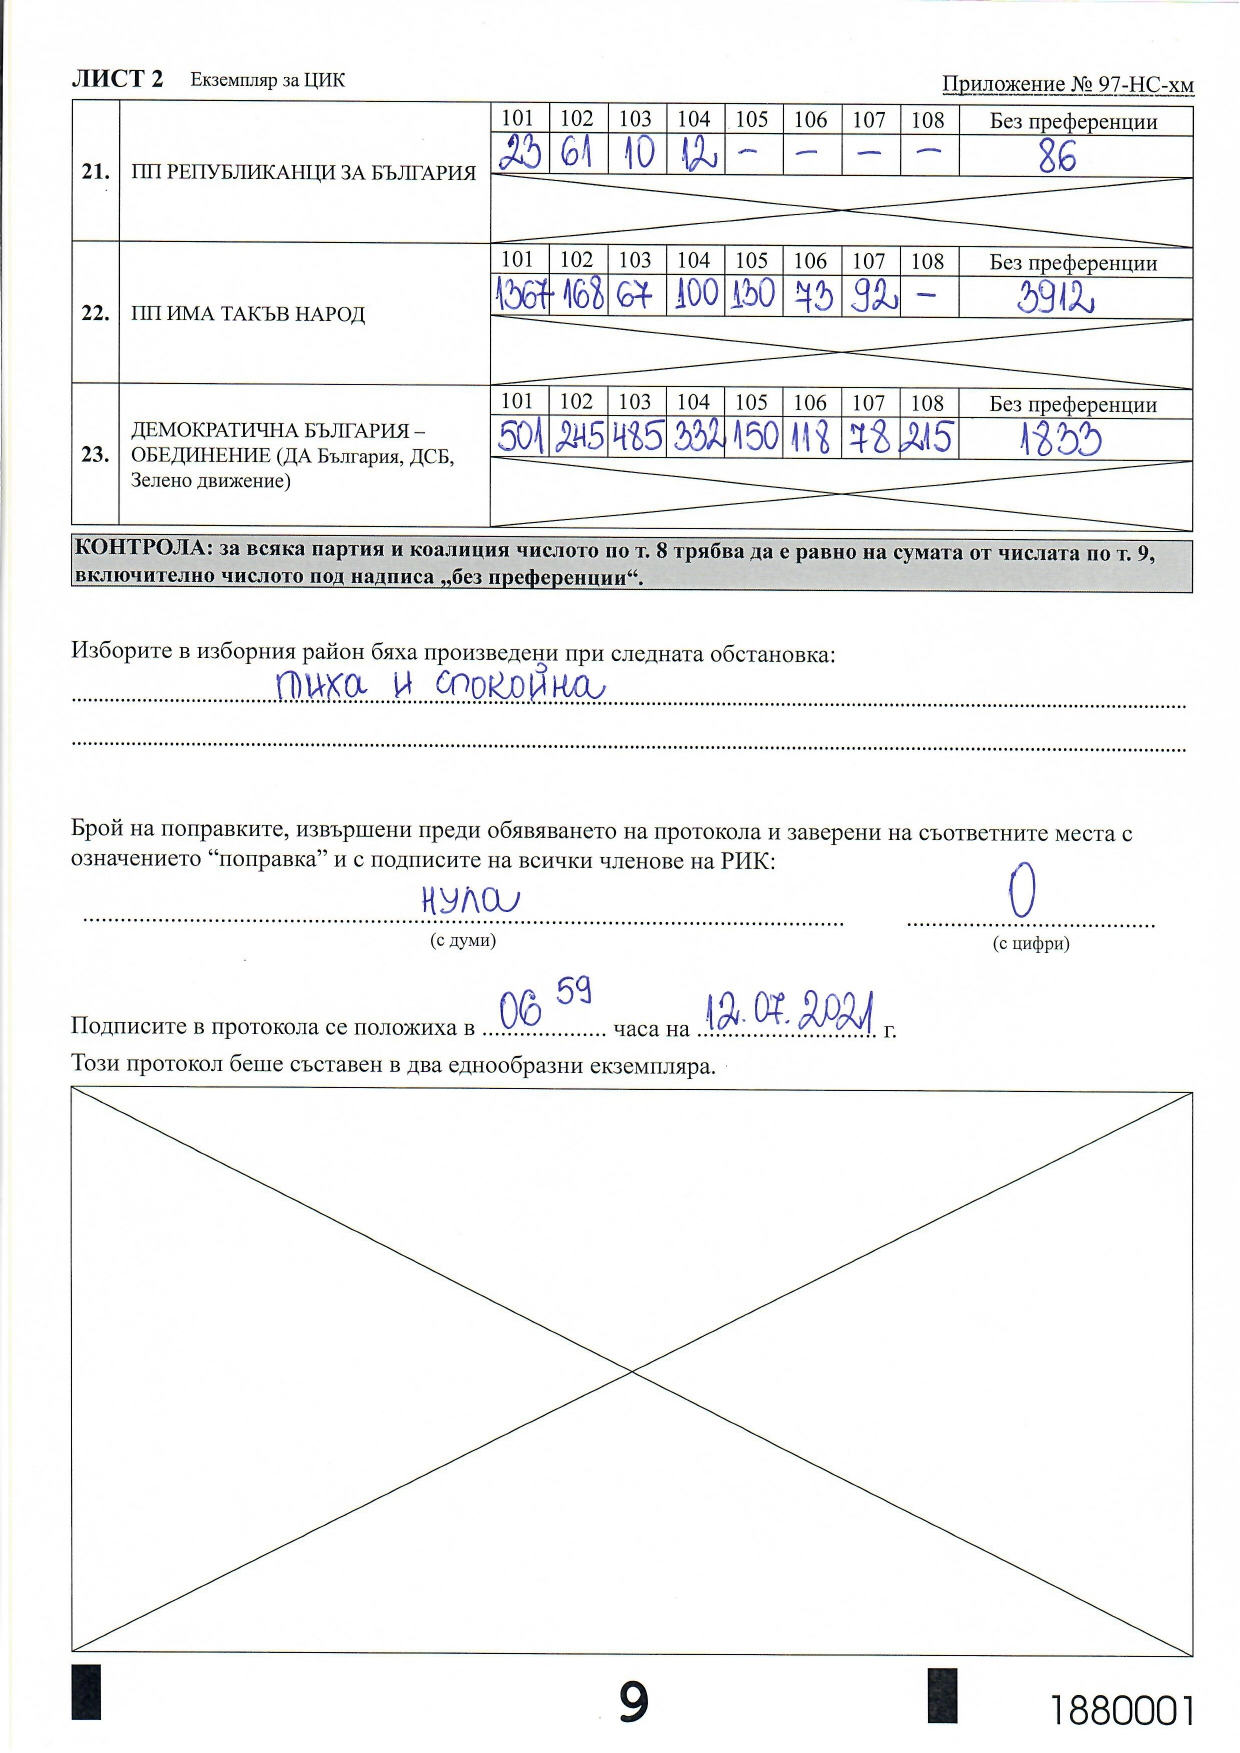 ЛИСТ 2 Екземпляр за ЦИК Приложение № 97-НС-хм
101 102 103 104 105 106 107 108 Без преференции
23 61 10 12 – – – – 86
21. ПП РЕПУБЛИКАНЦИ ЗА БЪЛГАРИЯ
101 102 103 104 105 106 107 108 Без преференции
1367 168 67 100 130 73 92 – 3912
22. ПП ИМА ТАКЪВ НАРОД
101 102 103 104 105 106 107 108 Без преференции
501 245 485 332 150 118 78 215 1833
23. ДЕМОКРАТИЧНА БЪЛГАРИЯ –
ОБЕДИНЕНИЕ (ДА България, ДСБ,
Зелено движение)
КОНТРОЛА: за всяка партия и коалиция числото по т. 8 трябва да е равно на сумата от числата по т. 9,
включително числото под надписа „без преференции“.
Изборите в изборния район бяха произведени при следната обстановка:
тиха и спокойна
Брой на поправките, извършени преди обявяването на протокола и заверени на съответните места с
означението “поправка” и с подписите на всички членове на РИК:
нула 0
(с думи) (с цифри)
Подписите в протокола се положиха в 06 59 часа на 12.07.2021 г.
Този протокол беше съставен в два еднообразни екземпляра.
9 1880001